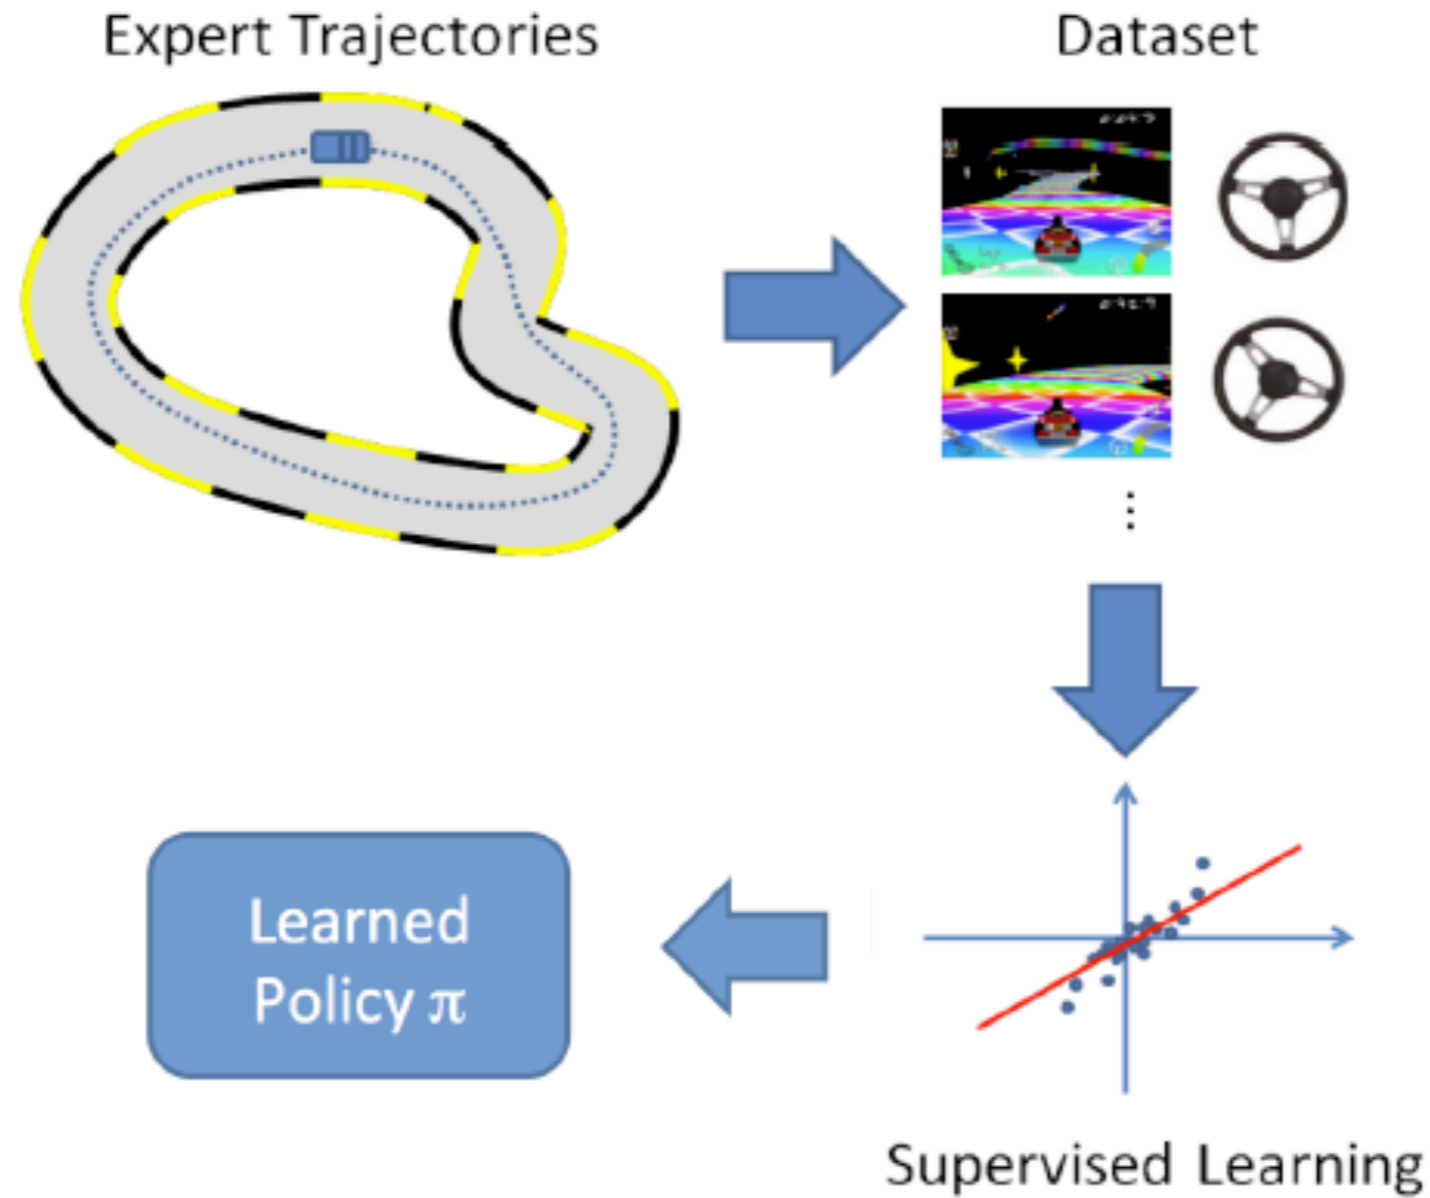 Expert Trajectories
Dataset
Learned
Policy π
Supervised Learning